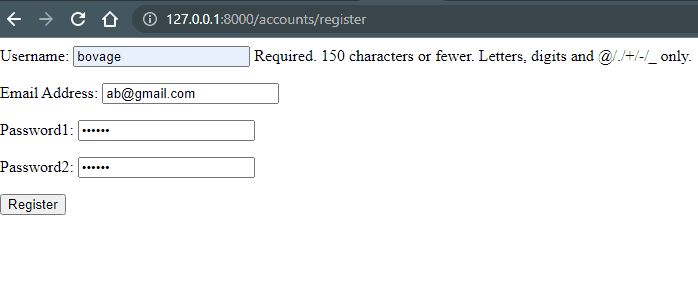 127.0.0.1:8000/accounts/register
Username: bovage Required. 150 characters or fewer. Letters, digits and @/./+/-/_ only.
Email Address: ab@gmail.com
Password1: ••••••
Password2: ••••••
Register